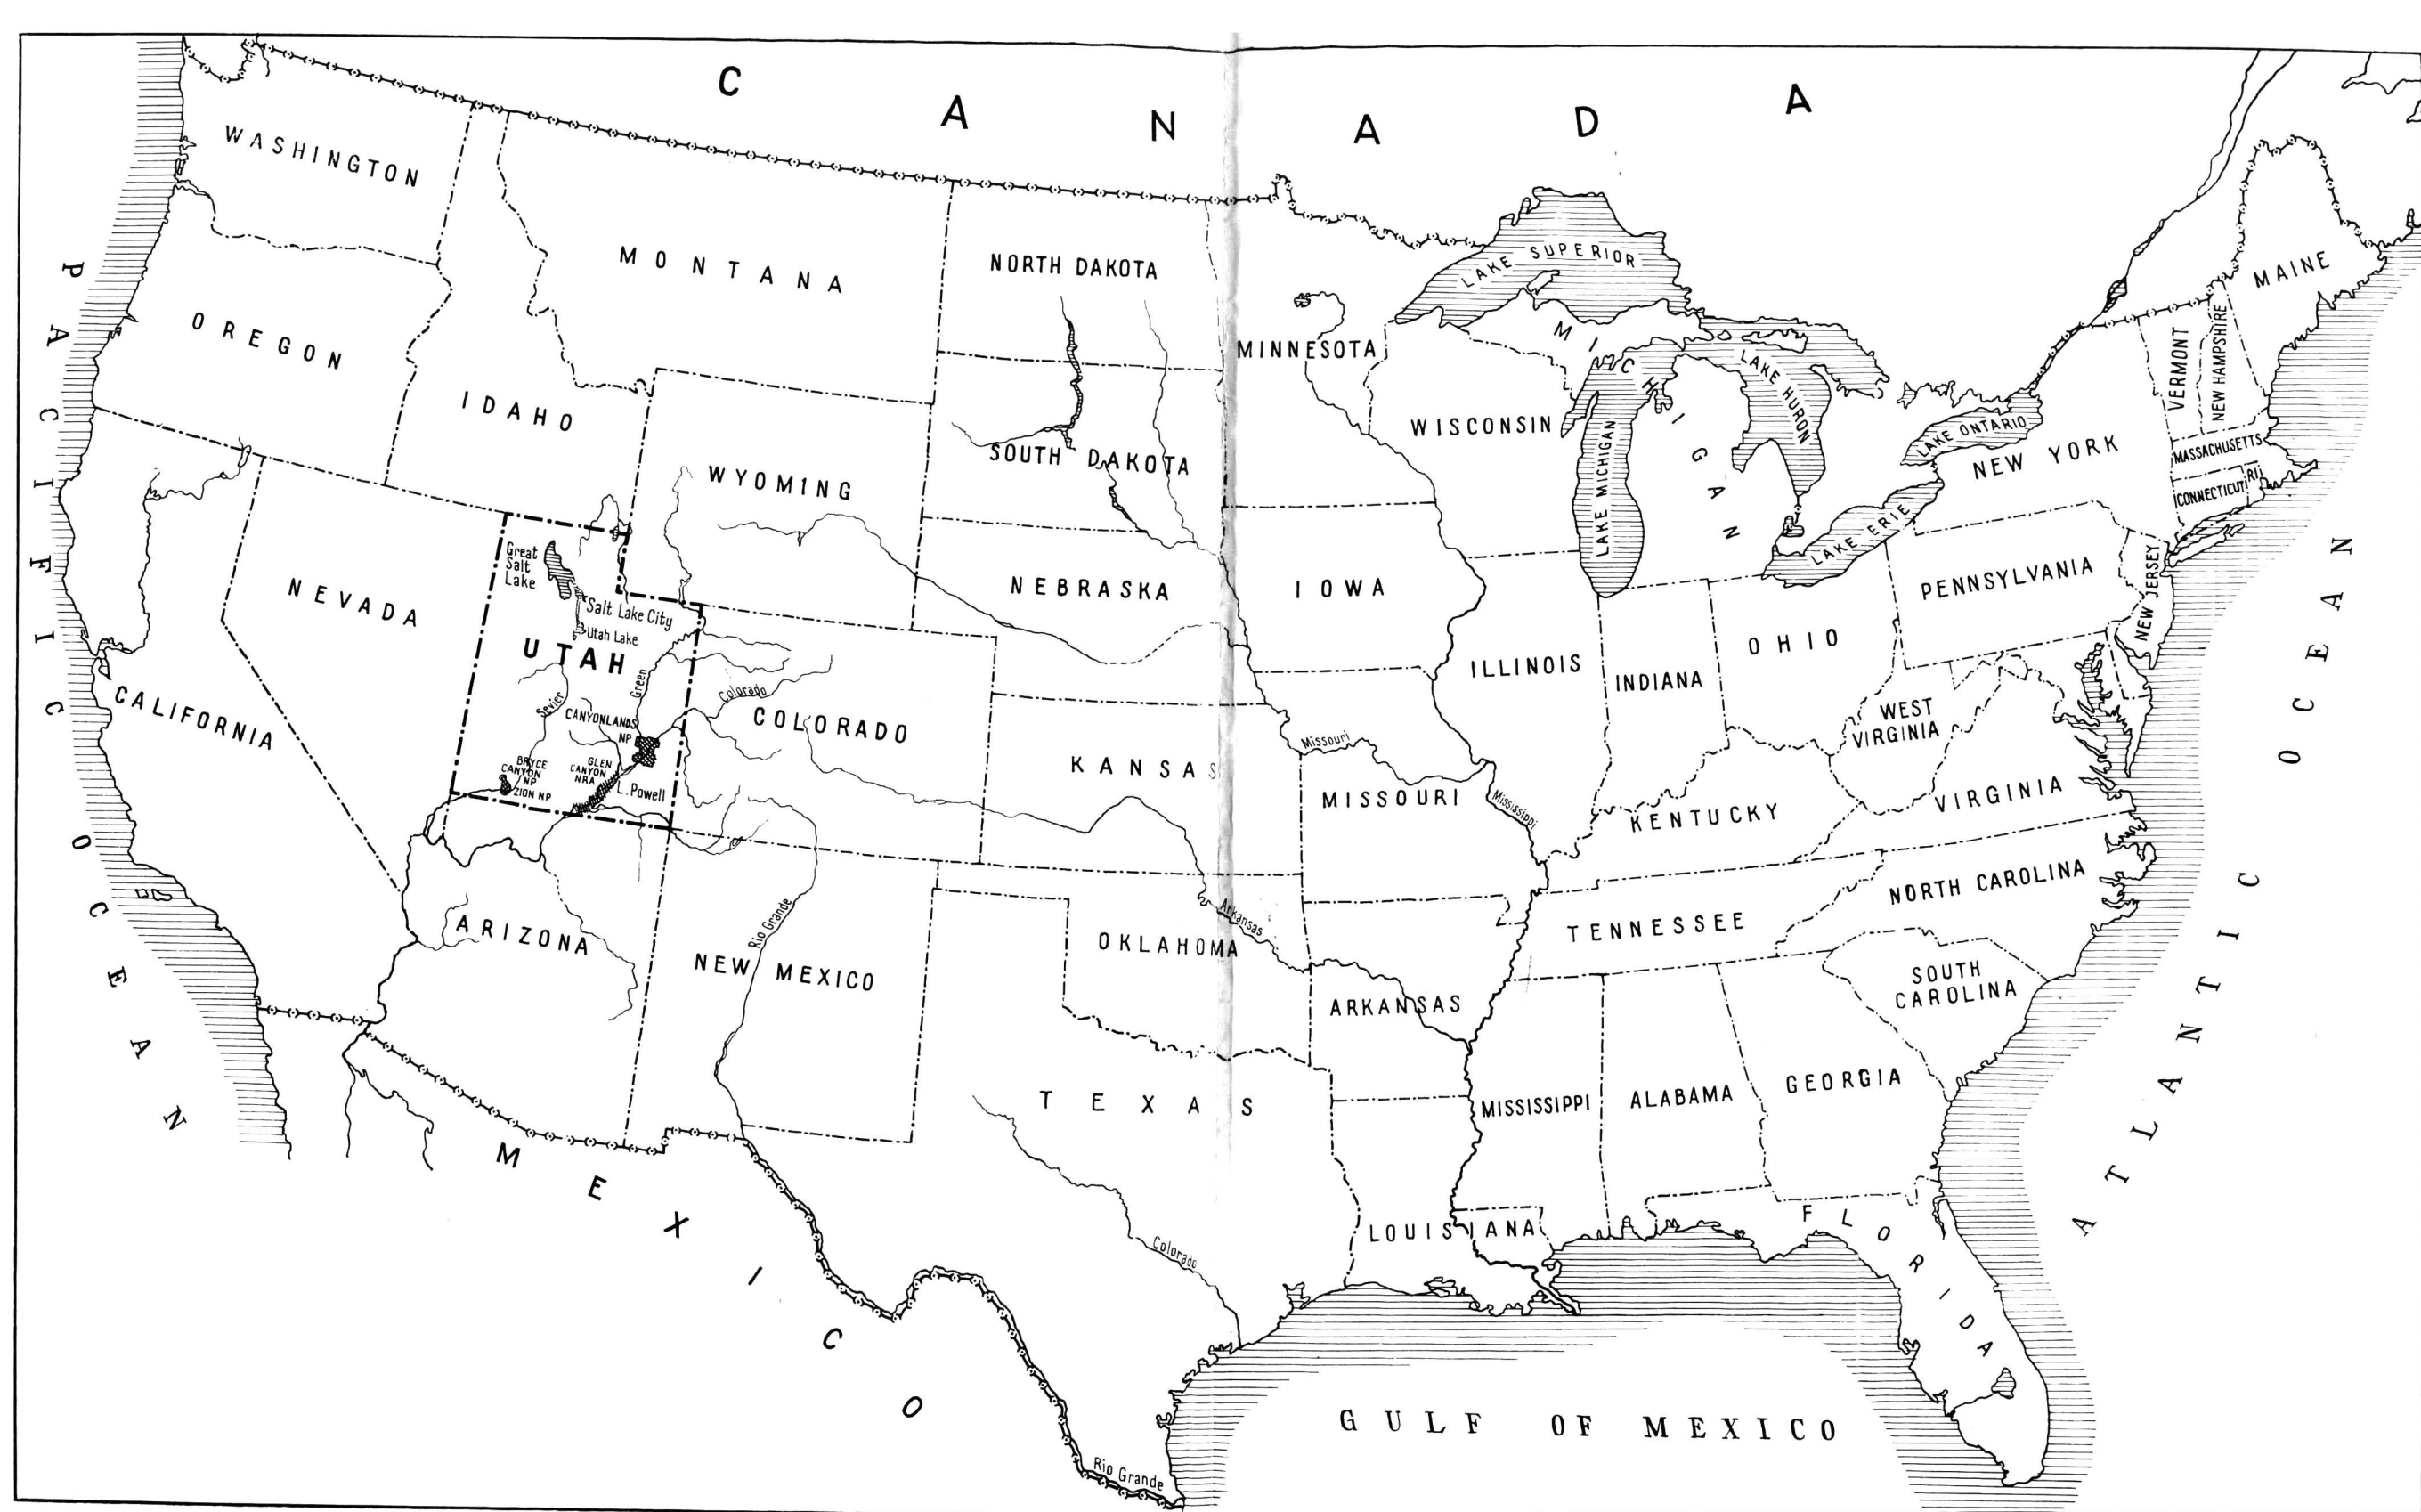 CANADA
WASHINGTON
MONTANA
NORTH DAKOTA
MINNESOTA
LAKE SUPERIOR
MAINE
OREGON
IDAHO
MICHIGAN
LAKE HURON
VERMONT
NEW HAMPSHIRE
WISCONSIN
LAKE MICHIGAN
LAKE ONTARIO
NEW YORK
MASSACHUSETTS
CONNECTICUT
RI
PACIFIC OCEAN
WYOMING
SOUTH DAKOTA
LAKE ERIE
NEVADA
Great
Salt
Lake
Salt Lake City
Utah Lake
UTAH
NEBRASKA
IOWA
PENNSYLVANIA
NEW JERSEY
OHIO
ILLINOIS
INDIANA
CALIFORNIA
Sevier
Green
Colorado
COLORADO
CANYONLANDS
NP
BRYCE
CANYON
NP
GLEN
CANYON
NRA
ZION NP
L. Powell
KANSAS
Missouri
MISSOURI
Mississippi
WEST
VIRGINIA
VIRGINIA
KENTUCKY
ATLANTIC OCEAN
ARIZONA
Rio Grande
NEW MEXICO
OKLAHOMA
Arkansas
ARKANSAS
TENNESSEE
NORTH CAROLINA
SOUTH
CAROLINA
TEXAS
MISSISSIPPI
ALABAMA
GEORGIA
MEXICO
Colorado
LOUISIANA
FLORIDA
GULF OF MEXICO
Rio Grande